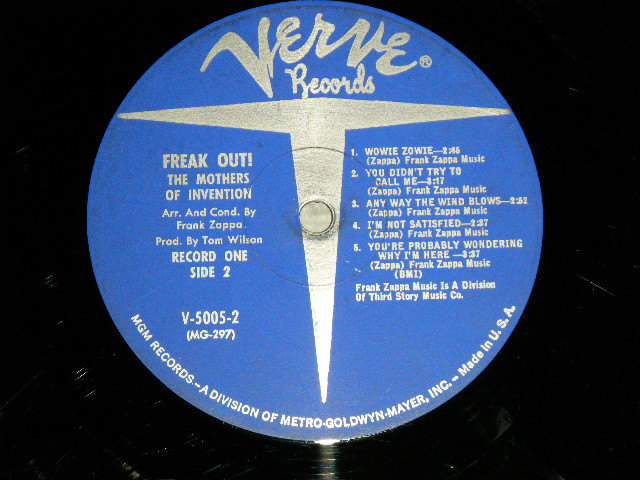 Verve®
Records
FREAK OUT!
THE MOTHERS
OF INVENTION
Arr. And Cond. By
Frank Zappa
Prod. By Tom Wilson
RECORD ONE
SIDE 2
V-5005-2
(MG-297)
1. WOWIE ZOWIE—2:45
(Zappa) Frank Zappa Music
2. YOU DIDN'T TRY TO
CALL ME—3:17
(Zappa) Frank Zappa Music
3. ANY WAY THE WIND BLOWS—2:52
(Zappa) Frank Zappa Music
4. I'M NOT SATISFIED—2:37
(Zappa) Frank Zappa Music
5. YOU'RE PROBABLY WONDERING
WHY I'M HERE—3:37
(Zappa) Frank Zappa Music
(BMI)
Frank Zappa Music Is A Division
Of Third Story Music Co.
MGM RECORDS—A DIVISION OF METRO-GOLDWYN-MAYER, INC.—Made in U.S.A.